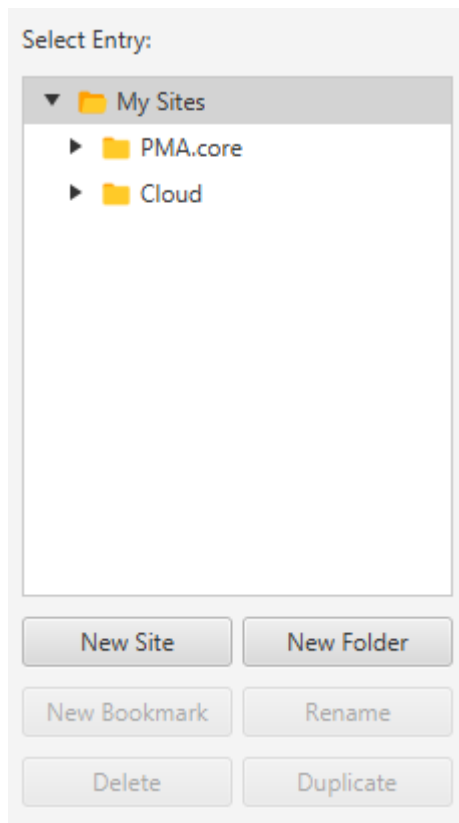 Select Entry:
My Sites
PMA.core
Cloud
New Site New Folder
New Bookmark Rename
Delete Duplicate